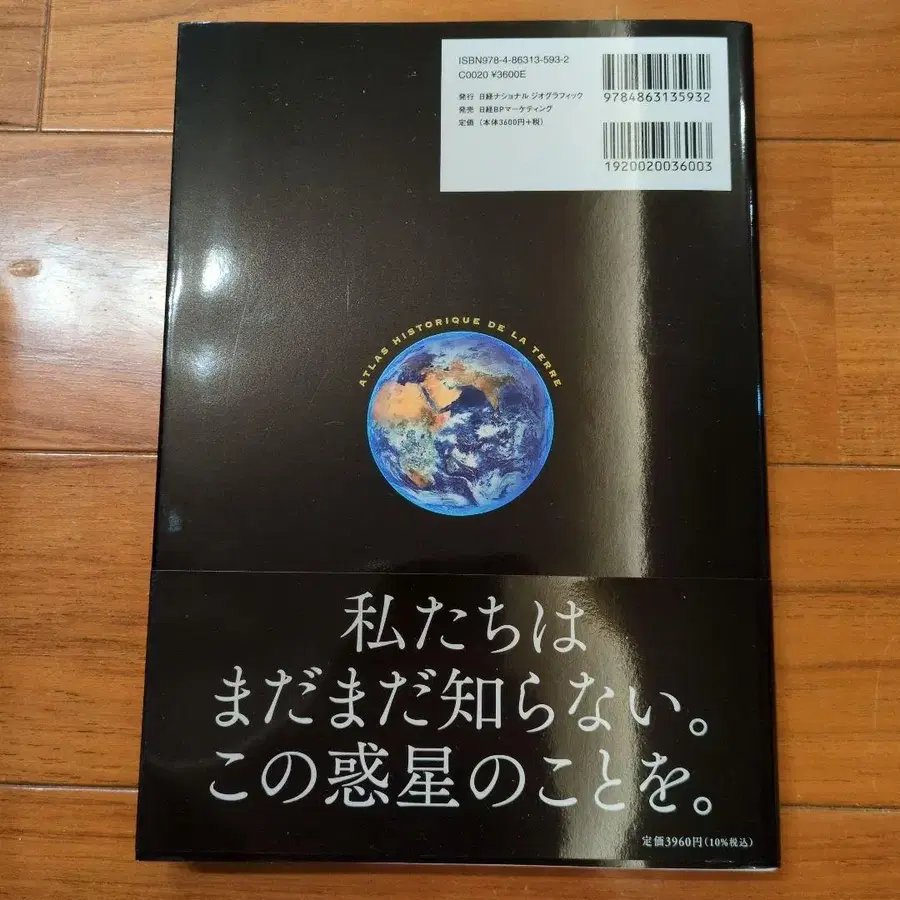 ISBN978-4-86313-593-2
C0020 ¥3600E
発行 日経ナショナル ジオグラフィック
発売 日経BPマーケティング
定価（本体3600円+税）
9784863135932
1920020036003
ATLAS HISTORIQUE DE LA TERRE
私たちは
まだまだ知らない。
この惑星のことを。
定価3960円（10%税込）